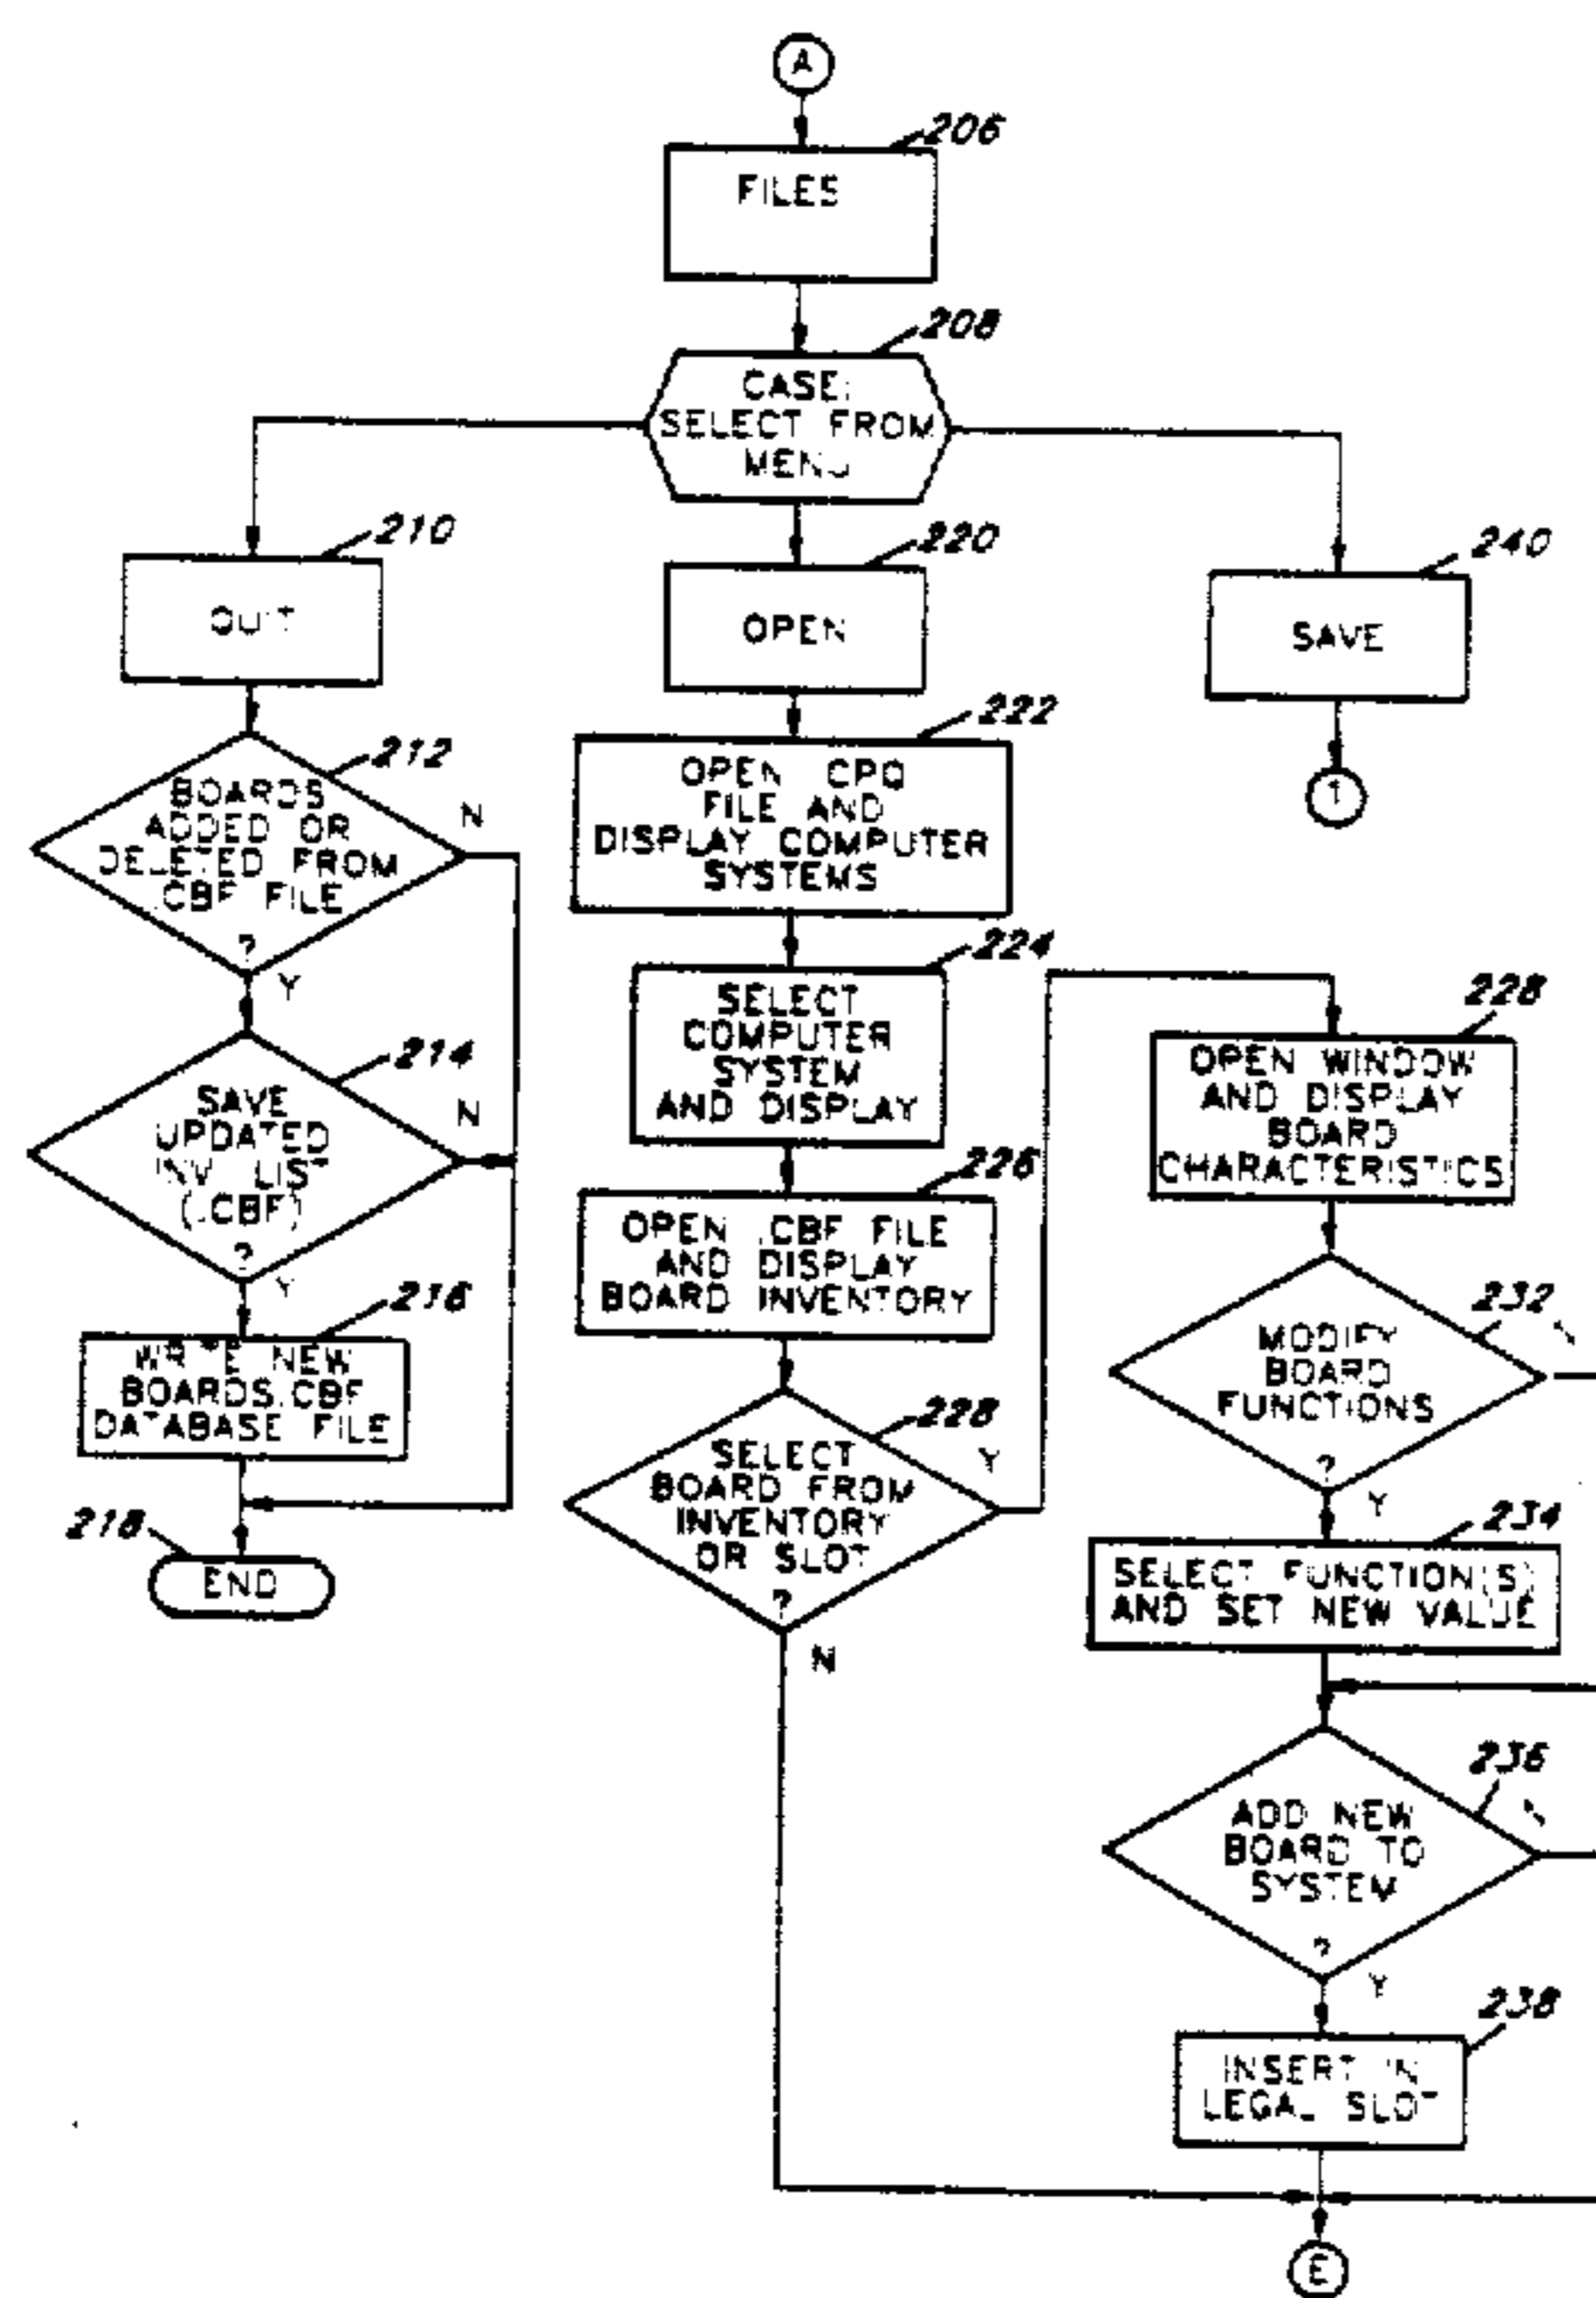 A
206
FILES
208
CASE:
SELECT FROM
MENU
210
QUIT
212
BOARDS
ADDED OR
DELETED FROM
.CBF FILE
?
N
Y
214
SAVE
UPDATED
INV. LIST
(.CBF)
?
N
Y
216
WRITE NEW
BOARDS.CBF
DATABASE FILE
218
END
220
OPEN
222
OPEN CPQ
FILE AND
DISPLAY COMPUTER
SYSTEMS
224
SELECT
COMPUTER
SYSTEM
AND DISPLAY
226
OPEN .CBF FILE
AND DISPLAY
BOARD INVENTORY
228
SELECT
BOARD FROM
INVENTORY
OR SLOT
?
Y
N
228
OPEN WINDOW
AND DISPLAY
BOARD
CHARACTERISTICS
232
MODIFY
BOARD
FUNCTIONS
?
Y
234
SELECT FUNCTION(S)
AND SET NEW VALUE
236
ADD NEW
BOARD TO
SYSTEM
?
Y
238
INSERT IN
LEGAL SLOT
E
240
SAVE
1